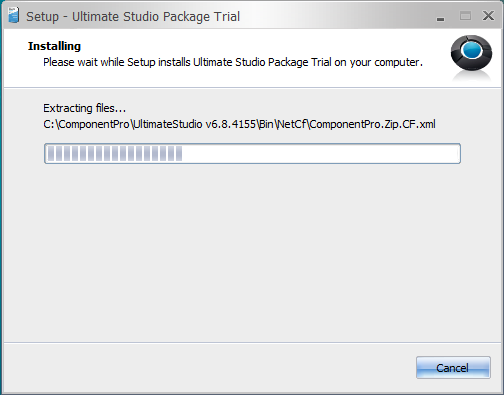 Setup - Ultimate Studio Package Trial
Installing
Please wait while Setup installs Ultimate Studio Package Trial on your computer.
Extracting files...
C:\ComponentPro\UltimateStudio v6.8.4155\Bin\NetCf\ComponentPro.Zip.CF.xml
Cancel